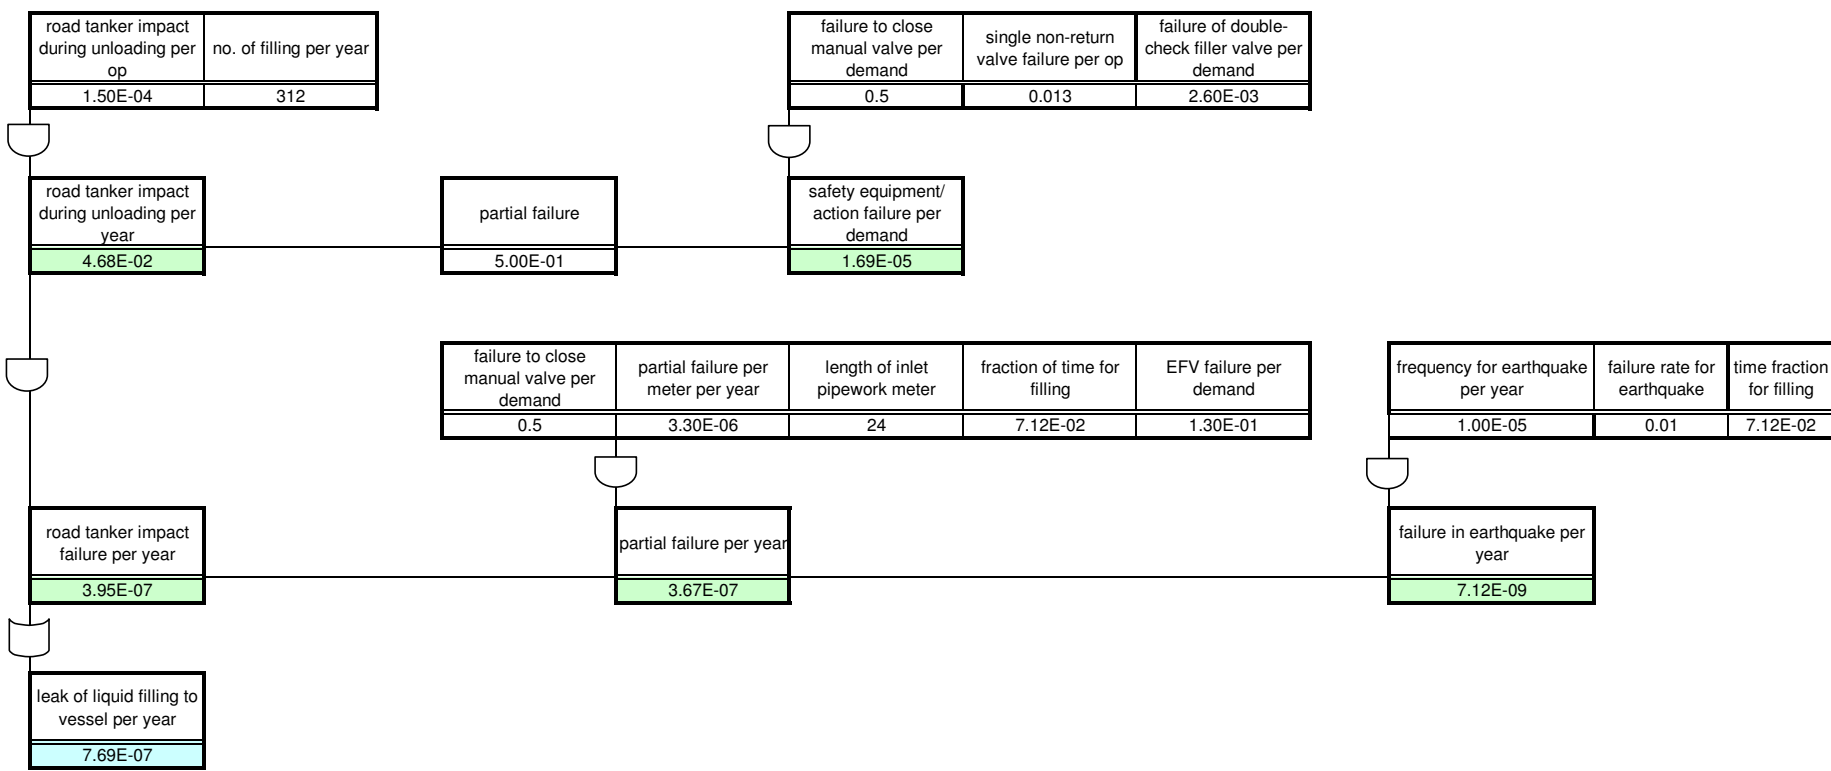 road tanker impact
during unloading per
op
no. of filling per year
1.50E-04
312
failure to close
manual valve per
demand
single non-return
valve failure per op
failure of double-
check filler valve per
demand
0.5
0.013
2.60E-03
road tanker impact
during unloading per
year
4.68E-02
partial failure
5.00E-01
safety equipment/
action failure per
demand
1.69E-05
failure to close
manual valve per
demand
partial failure per
meter per year
length of inlet
pipework meter
fraction of time for
filling
EFV failure per
demand
0.5
3.30E-06
24
7.12E-02
1.30E-01
frequency for earthquake
per year
failure rate for
earthquake
time fraction
for filling
1.00E-05
0.01
7.12E-02
road tanker impact
failure per year
3.95E-07
partial failure per year
3.67E-07
failure in earthquake per
year
7.12E-09
leak of liquid filling to
vessel per year
7.69E-07